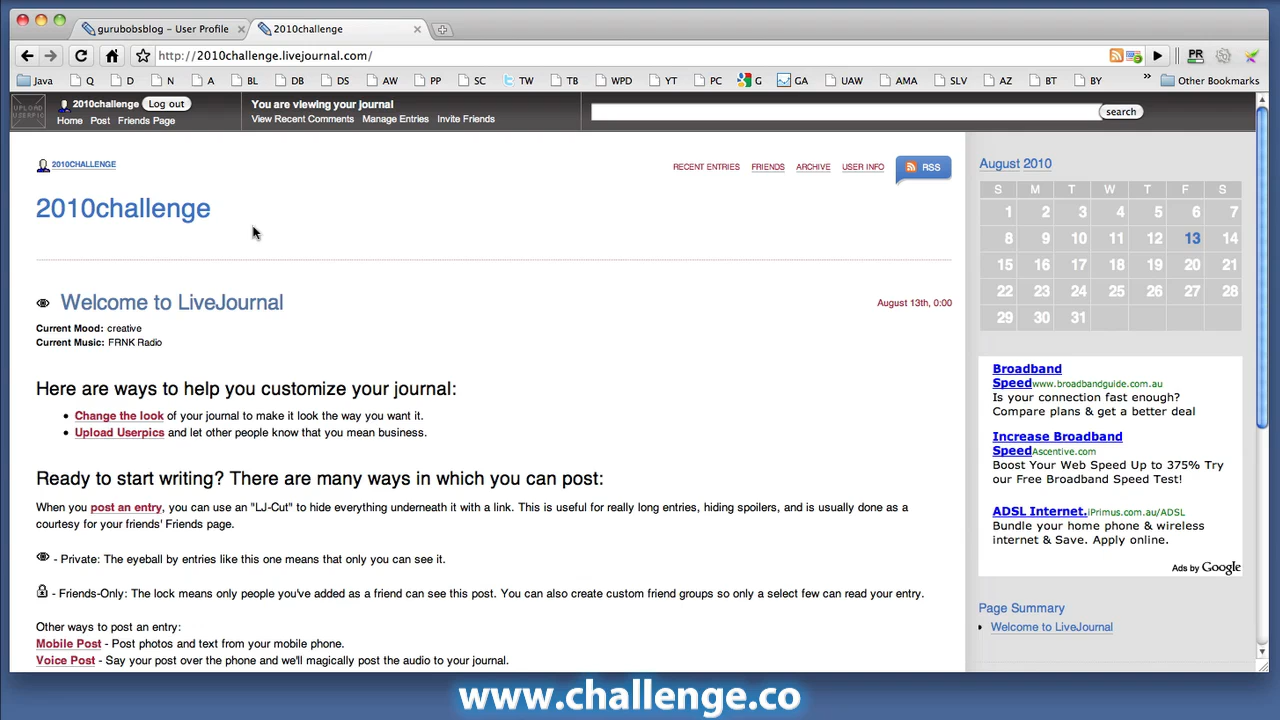 gurubobsblog - User Profile
2010challenge
http://2010challenge.livejournal.com/
PR
Java Q D N A BL DB DS AW PP SC TW TB WPD YT PC G GA UAW AMA SLV AZ BT BY » Other Bookmarks
UPLOAD USERPIC
2010challenge Log out
Home Post Friends Page
You are viewing your journal
View Recent Comments Manage Entries Invite Friends
search
2010CHALLENGE
RECENT ENTRIES FRIENDS ARCHIVE USER INFO RSS
2010challenge
Welcome to LiveJournal
August 13th, 0:00
Current Mood: creative
Current Music: FRNK Radio
Here are ways to help you customize your journal:
• Change the look of your journal to make it look the way you want it.
• Upload Userpics and let other people know that you mean business.
Ready to start writing? There are many ways in which you can post:
When you post an entry, you can use an "LJ-Cut" to hide everything underneath it with a link. This is useful for really long entries, hiding spoilers, and is usually done as a
courtesy for your friends' Friends page.
- Private: The eyeball by entries like this one means that only you can see it.
- Friends-Only: The lock means only people you've added as a friend can see this post. You can also create custom friend groups so only a select few can read your entry.
Other ways to post an entry:
Mobile Post - Post photos and text from your mobile phone.
Voice Post - Say your post over the phone and we'll magically post the audio to your journal.
August 2010
S M T W T F S
1 2 3 4 5 6 7
8 9 10 11 12 13 14
15 16 17 18 19 20 21
22 23 24 25 26 27 28
29 30 31
Broadband
Speed www.broadbandguide.com.au
Is your connection fast enough?
Compare plans & get a better deal
Increase Broadband
Speed Ascentive.com
Boost Your Web Speed Up to 375% Try
our Free Broadband Speed Test!
ADSL Internet. iPrimus.com.au/ADSL
Bundle your home phone & wireless
internet & Save. Apply online.
Ads by Google
Page Summary
• Welcome to LiveJournal
www.challenge.co